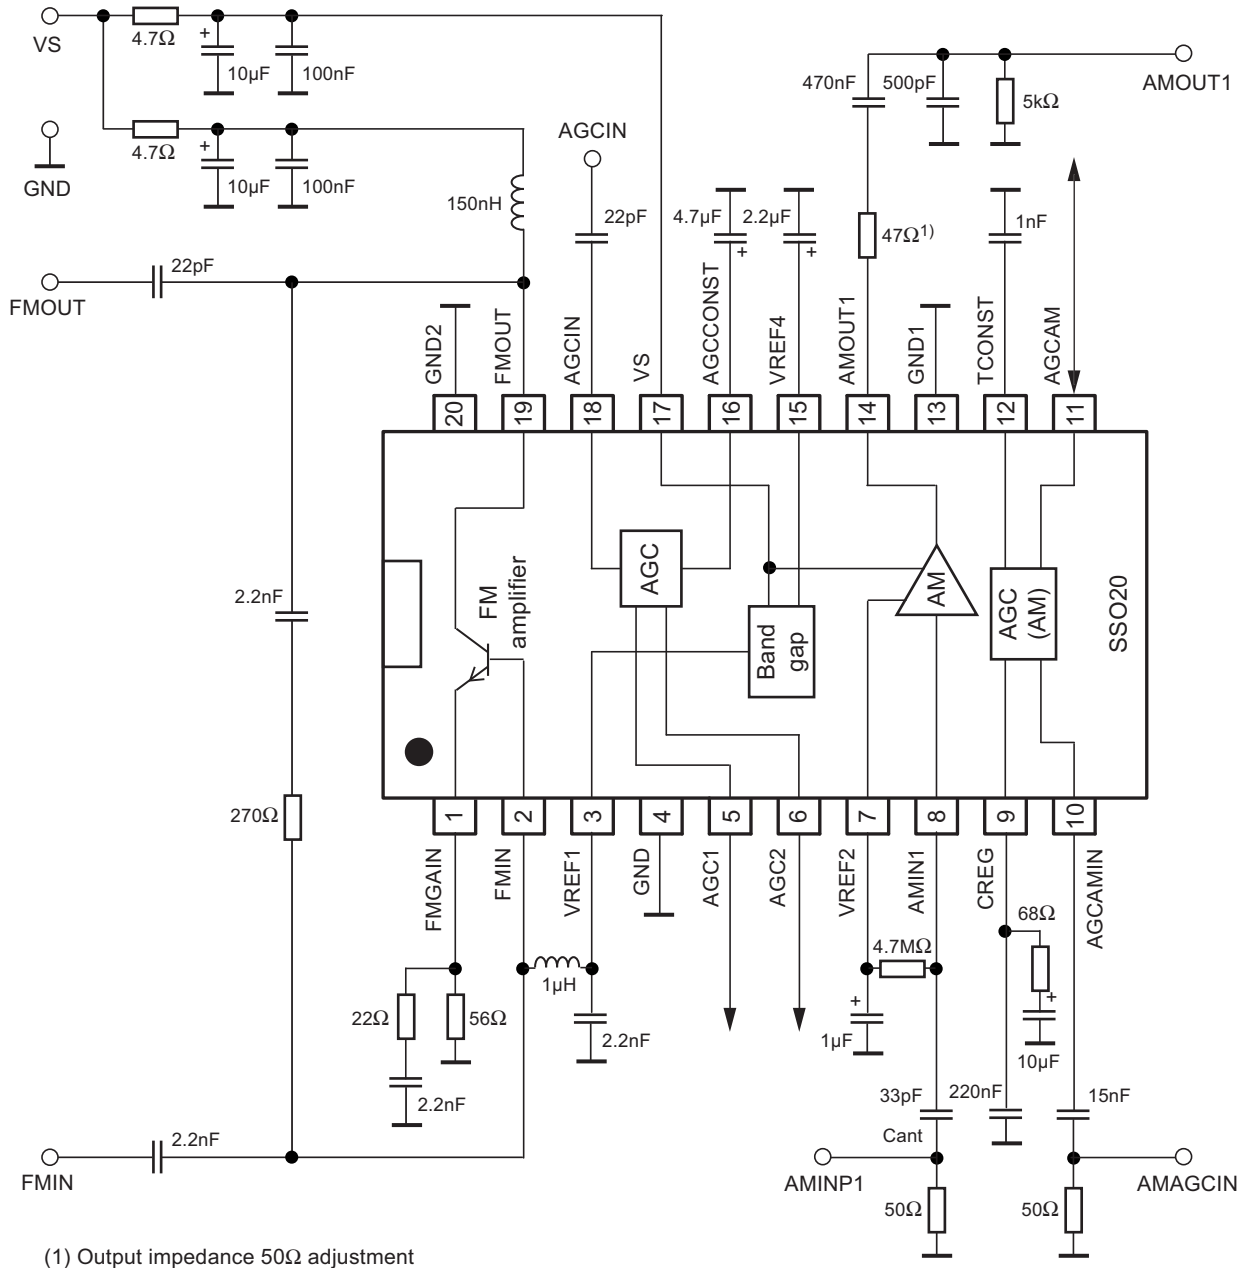 VS
4.7Ω
+
10µF
100nF
470nF
500pF
5kΩ
AMOUT1
GND
4.7Ω
+
10µF
100nF
AGCIN
150nH
22pF
4.7µF
+
2.2µF
+
47Ω1)
1nF
FMOUT
22pF
GND2
FMOUT
AGCIN
VS
AGCCONST
VREF4
AMOUT1
GND1
TCONST
AGCAM
20
19
18
17
16
15
14
13
12
11
FM
amplifier
AGC
Band
gap
AM
AGC
(AM)
SSO20
2.2nF
270Ω
1
2
3
4
5
6
7
8
9
10
FMGAIN
FMIN
VREF1
GND
AGC1
AGC2
VREF2
AMIN1
CREG
AGCAMIN
22Ω
56Ω
2.2nF
1µH
2.2nF
4.7MΩ
+
1µF
68Ω
+
10µF
33pF
Cant
220nF
15nF
FMIN
2.2nF
AMINP1
50Ω
50Ω
AMAGCIN
(1) Output impedance 50Ω adjustment